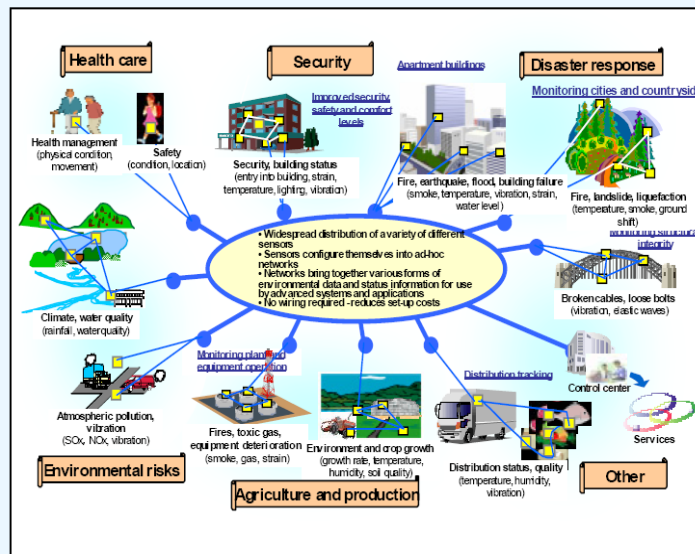 Health care
Security
Apartment buildings
Disaster response
Monitoring cities and countrysid
Improved security,
safety and comfort
levels
Health management
(physical condition,
movement)
Safety
(condition, location)
Security, building status
(entry into building, strain,
temperature, lighting, vibration)
Fire, earthquake, flood, building failure
(smoke, temperature, vibration, strain,
water level)
Fire, landslide, liquefaction
(temperature, smoke, ground
shift)
Monitoring structural
integrity
• Widespread distribution of a variety of different
sensors
• Sensors configure themselves into ad-hoc
networks
• Networks bring together various forms of
environmental data and status information for use
by advanced systems and applications
• No wiring required - reduces set-up costs
Climate, water quality
(rainfall, water quality)
Broken cables, loose bolts
(vibration, elastic waves)
Monitoring plant and
equipment operation
Distribution tracking
Control center
Atmospheric pollution,
vibration
(SOx, NOx, vibration)
Fires, toxic gas,
equipment deterioration
(smoke, gas, strain)
Environment and crop growth
(growth rate, temperature,
humidity, soil quality)
Distribution status, quality
(temperature, humidity,
vibration)
Services
Environmental risks
Agriculture and production
Other